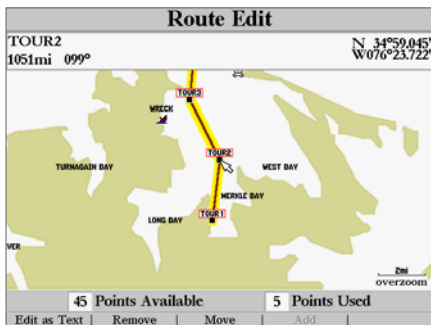 Route Edit
TOUR2
1051mi 099°
N 34°59.045'
W076°23.722'
TOUR3
WRECK
TOUR2
TURNAGAIN BAY
WEST BAY
MERKLE BAY
LONG BAY
TOUR1
VER
2mi
overzoom
45 Points Available
5 Points Used
Edit as Text | Remove | Move | Add |